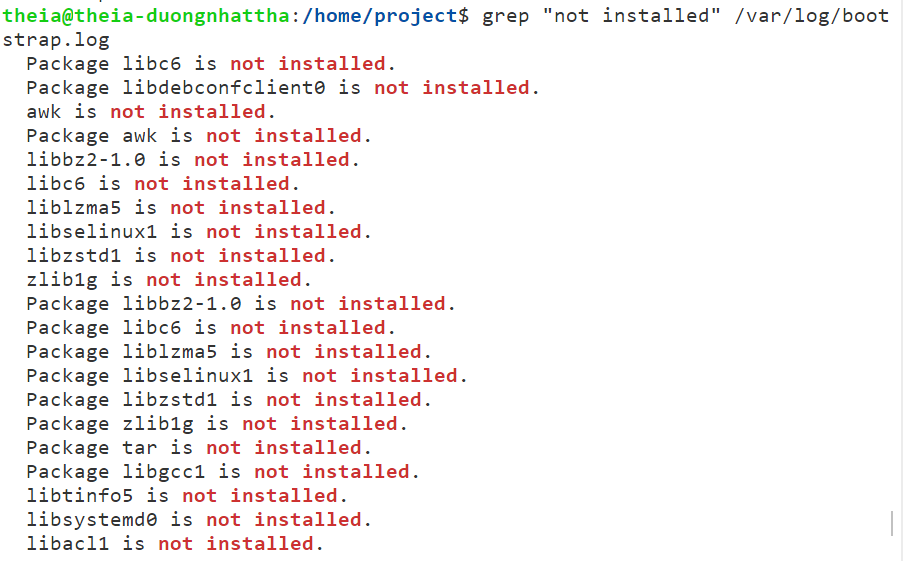 theia@theia-duongnhattha:/home/project$ grep "not installed" /var/log/boot
strap.log
Package libc6 is not installed.
Package libdebconfclient0 is not installed.
awk is not installed.
Package awk is not installed.
libbz2-1.0 is not installed.
libc6 is not installed.
liblzma5 is not installed.
libselinux1 is not installed.
libzstd1 is not installed.
zlib1g is not installed.
Package libbz2-1.0 is not installed.
Package libc6 is not installed.
Package liblzma5 is not installed.
Package libselinux1 is not installed.
Package libzstd1 is not installed.
Package zlib1g is not installed.
Package tar is not installed.
Package libgcc1 is not installed.
libtinfo5 is not installed.
libsystemd0 is not installed.
libacl1 is not installed.